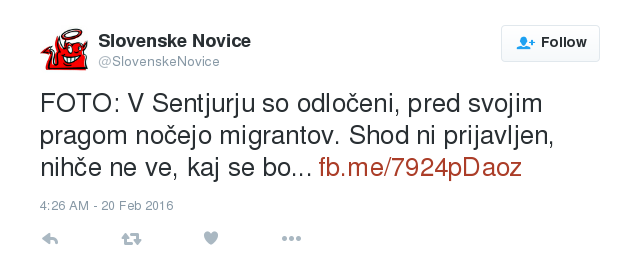 Slovenske Novice
@SlovenskeNovice
Follow
FOTO: V Sentjurju so odločeni, pred svojim
pragom nočejo migrantov. Shod ni prijavljen,
nihče ne ve, kaj se bo... fb.me/7924pDaoz
4:26 AM - 20 Feb 2016